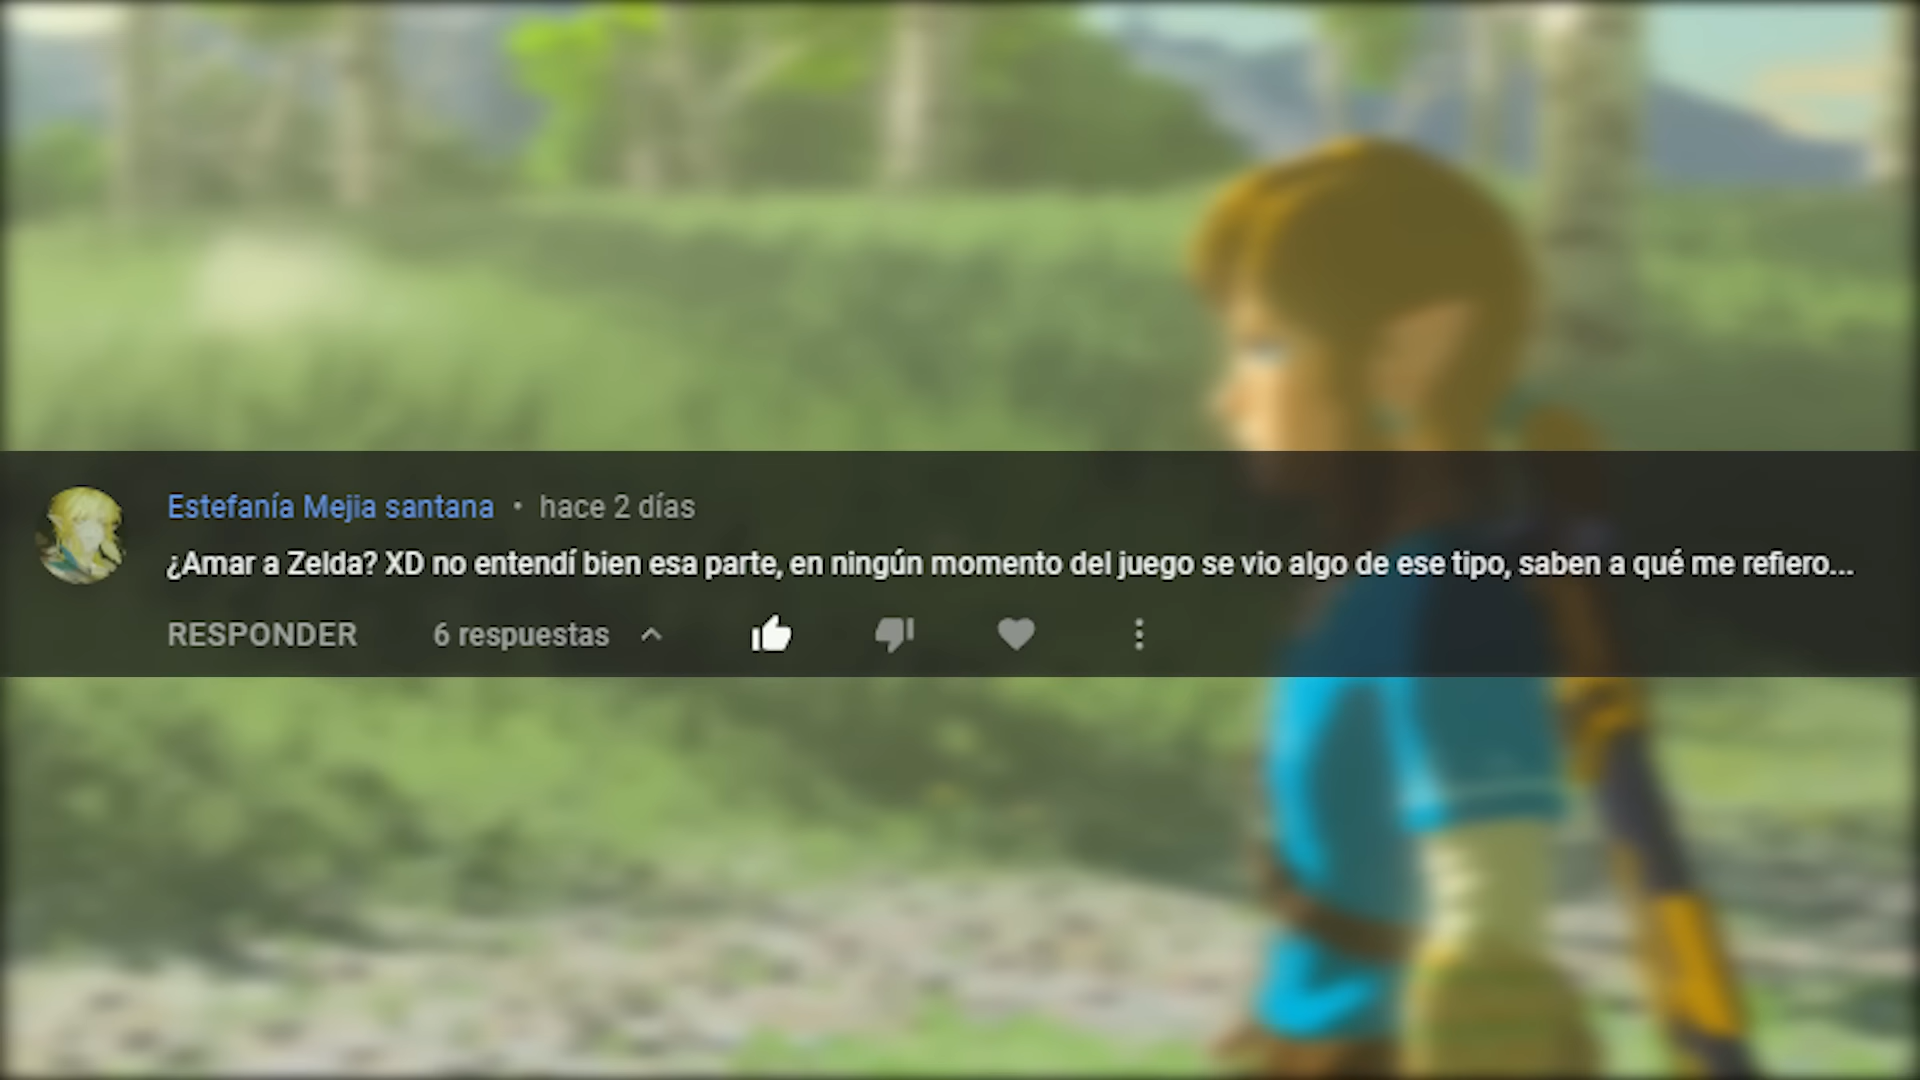 Estefanía Mejia santana • hace 2 días
¿Amar a Zelda? XD no entendí bien esa parte, en ningún momento del juego se vio algo de ese tipo, saben a qué me refiero...
RESPONDER 6 respuestas